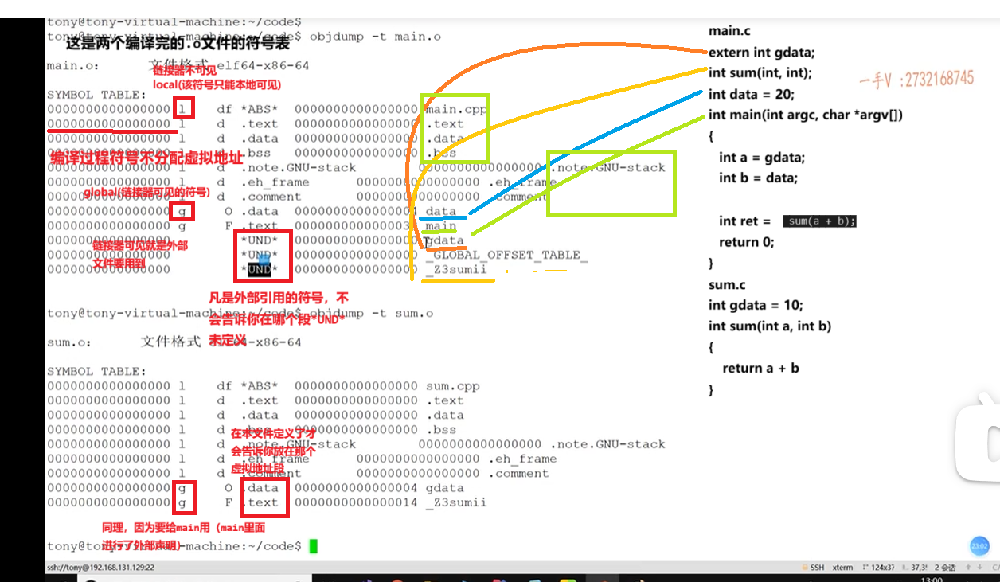 tony@tony-virtual-machine:~/code$
tony@tony-virtual-machine:~/code$ objdump -t main.o
这是两个编译完的.o文件的符号表
main.o:     文件格式 elf64-x86-64
链接器不可见
local(该符号只能本地可见)
SYMBOL TABLE:
0000000000000000 l    df *ABS*  0000000000000000 main.cpp
0000000000000000 l    d  .text  0000000000000000 .text
0000000000000000 l    d  .data  0000000000000000 .data
0000000000000000 l    d  .bss  0000000000000000 .bss
编译过程符号不分配虚拟地址
0000000000000000 l    d  .note.GNU-stack  0000000000000000 .note.GNU-stack
0000000000000000 l    d  .eh_frame  0000000000000000 .eh_frame
global(链接器可见的符号)
0000000000000000 l    d  .comment  0000000000000000 .comment
0000000000000000 g    O  .data  0000000000000004 data
0000000000000000 g    F  .text main
0000000000000000 *UND*  0000000000000000 gdata
链接器可见就是外部
文件要用到
0000000000000000 *UND*  0000000000000000 _GLOBAL_OFFSET_TABLE_
0000000000000000 *UND*  0000000000000000 _Z3sumii
凡是外部引用的符号，不
会告诉你在哪个段*UND*
未定义
tony@tony-virtual-machine:~/code$ objdump -t sum.o
sum.o:     文件格式 elf64-x86-64
SYMBOL TABLE:
0000000000000000 l    df *ABS*  0000000000000000 sum.cpp
0000000000000000 l    d  .text  0000000000000000 .text
0000000000000000 l    d  .data  0000000000000000 .data
0000000000000000 l    d  .bss  0000000000000000 .bss
在本文件定义了才
会告诉你放在那个
虚拟地址段
0000000000000000 l    d  .note.GNU-stack  0000000000000000 .note.GNU-stack
0000000000000000 l    d  .eh_frame  0000000000000000 .eh_frame
0000000000000000 l    d  .comment  0000000000000000 .comment
0000000000000000 g    O  .data  0000000000000004 gdata
0000000000000000 g    F  .text  0000000000000014 _Z3sumii
同理，因为要给main用（main里面
进行了外部声明）
tony@tony-virtual-machine:~/code$
main.c
extern int gdata;
int sum(int, int);
一手V :2732168745
int data = 20;
int main(int argc, char *argv[])
{
int a = gdata;
int b = data;
int ret = sum(a + b);
return 0;
}
sum.c
int gdata = 10;
int sum(int a, int b)
{
return a + b
}
23:02
ssh://tony@192.168.131.129:22
SSH xterm 124x37 37,3 2 会话
13:00